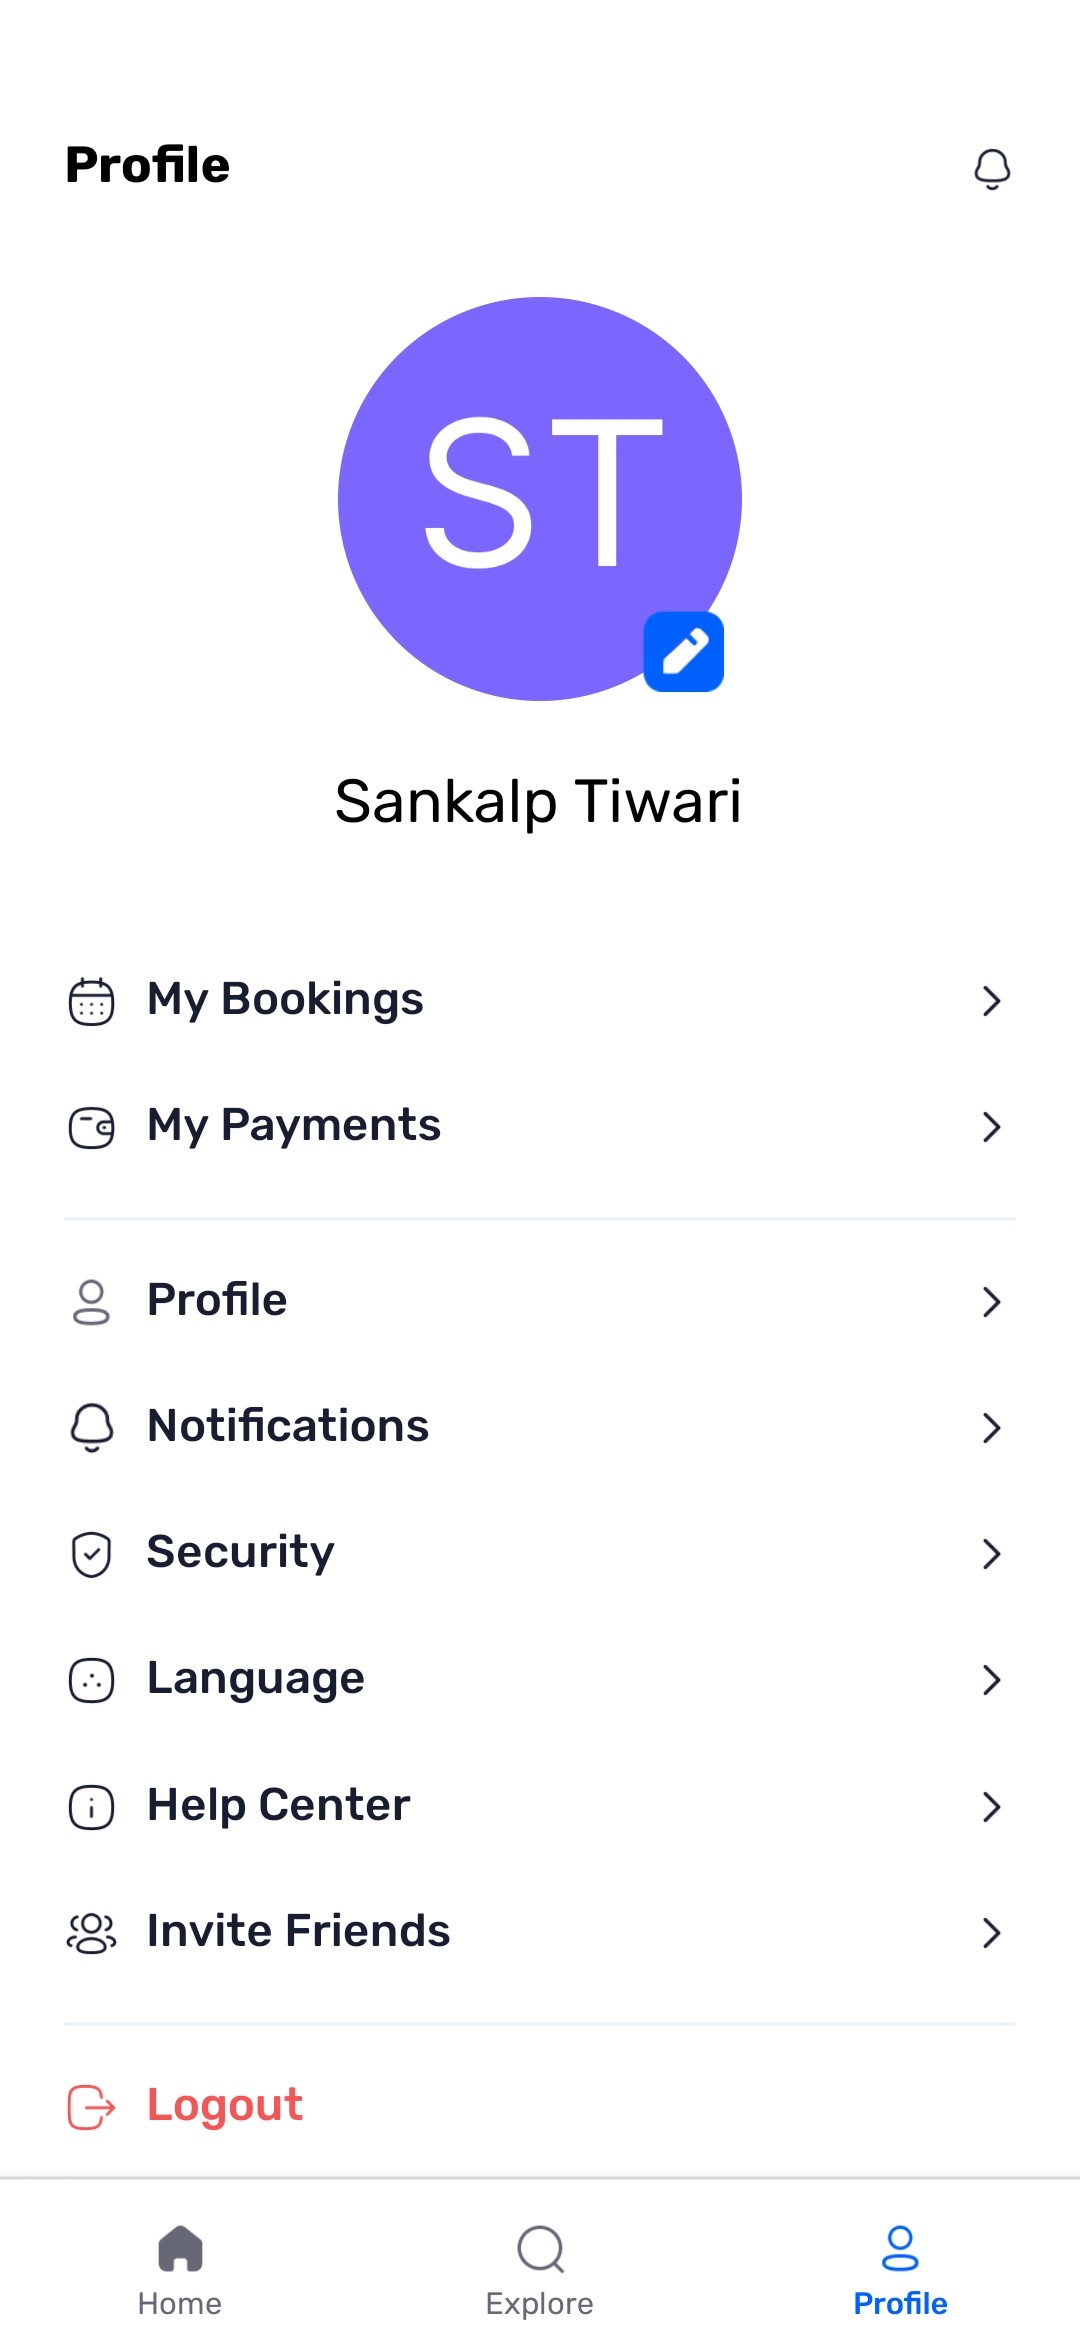 Profile
ST
Sankalp Tiwari
My Bookings
My Payments
Profile
Notifications
Security
Language
Help Center
Invite Friends
Logout
Home
Explore
Profile